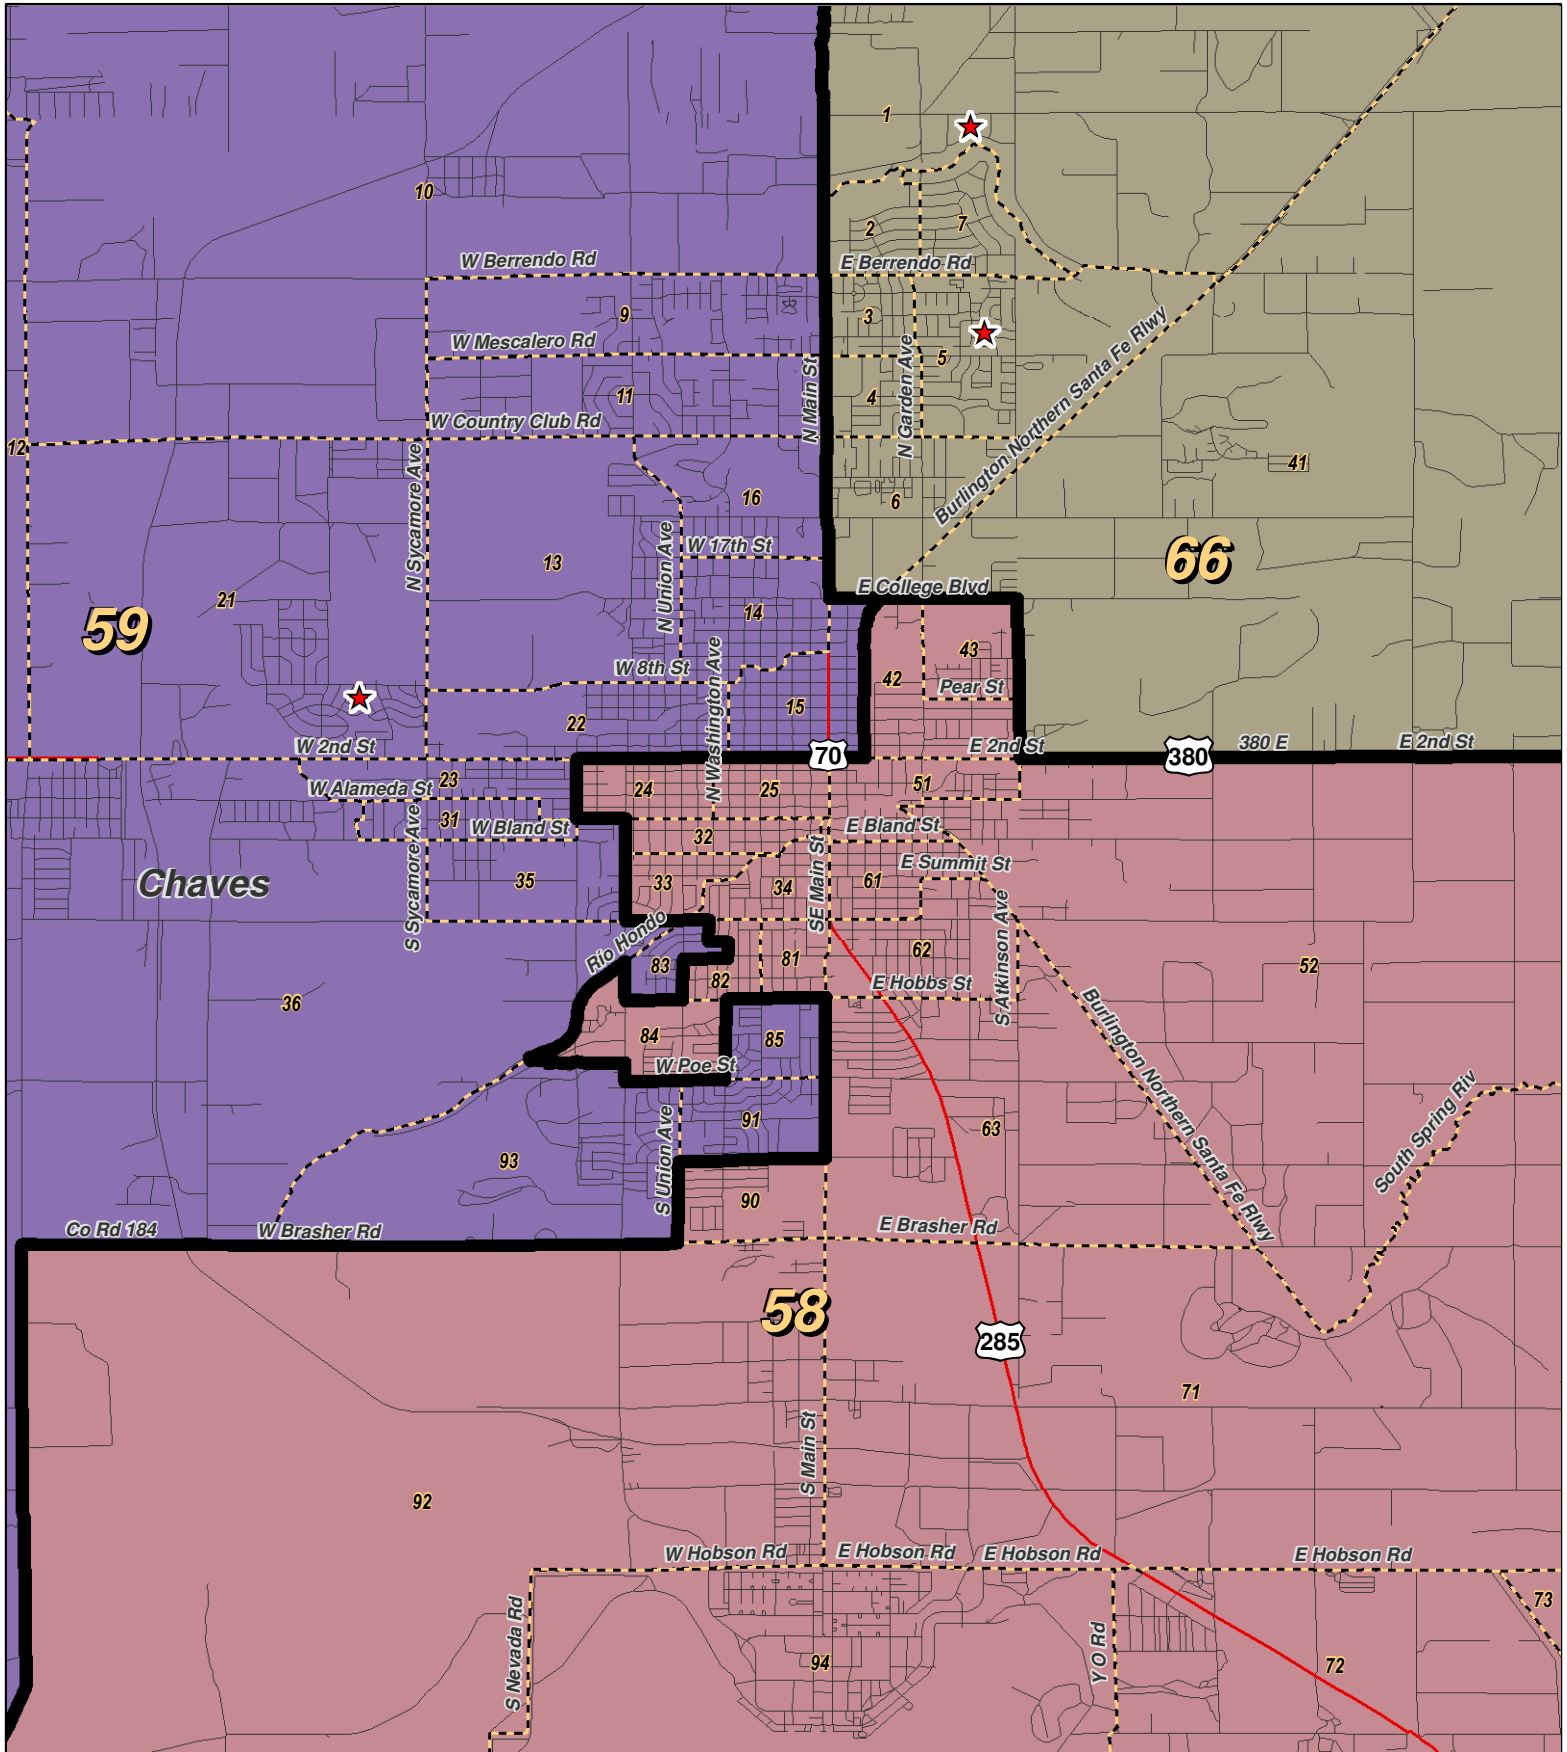 1
10
2
7
W Berrendo Rd
E Berrendo Rd
9
3
W Mescalero Rd
N Main St
N Garden Ave
5
Burlington Northern Santa Fe Rlwy
11
4
W Country Club Rd
12
N Sycamore Ave
41
16
6
N Union Ave
W 17th St
13
66
E College Blvd
21
59
14
43
W 8th St
N Washington Ave
42
Pear St
15
22
W 2nd St
70
E 2nd St
380
380 E
E 2nd St
23
W Alameda St
24
25
51
31
W Bland St
S Sycamore Ave
32
E Bland St
SE Main St
E Summit St
Chaves
35
33
34
61
S Atkinson Ave
Río Hondo
83
82
81
62
52
E Hobbs St
36
Burlington Northern Santa Fe Rlwy
84
85
W Poe St
South Spring Riv
91
63
S Union Ave
93
90
Co Rd 184
W Brasher Rd
E Brasher Rd
58
285
71
S Main St
92
W Hobson Rd
E Hobson Rd
E Hobson Rd
E Hobson Rd
73
S Nevada Rd
94
Y O Rd
72